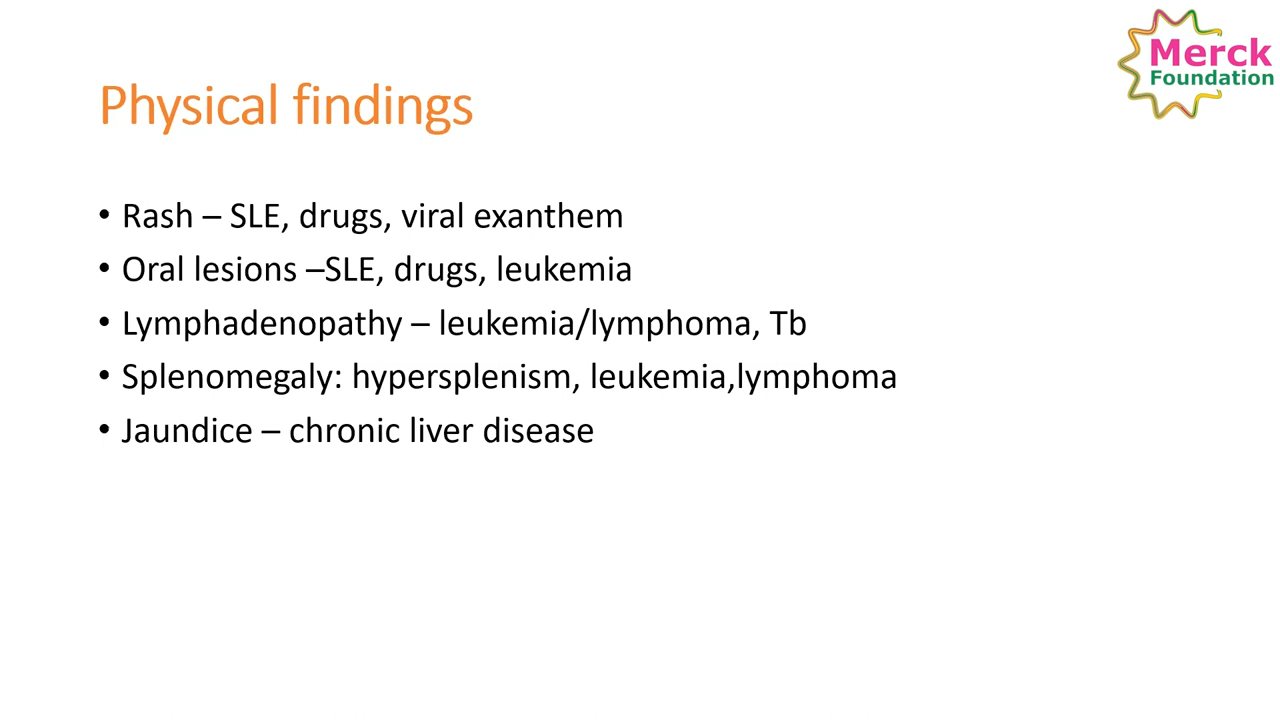 Merck
Foundation
Physical findings
• Rash – SLE, drugs, viral exanthem
• Oral lesions –SLE, drugs, leukemia
• Lymphadenopathy – leukemia/lymphoma, Tb
• Splenomegaly: hypersplenism, leukemia,lymphoma
• Jaundice – chronic liver disease